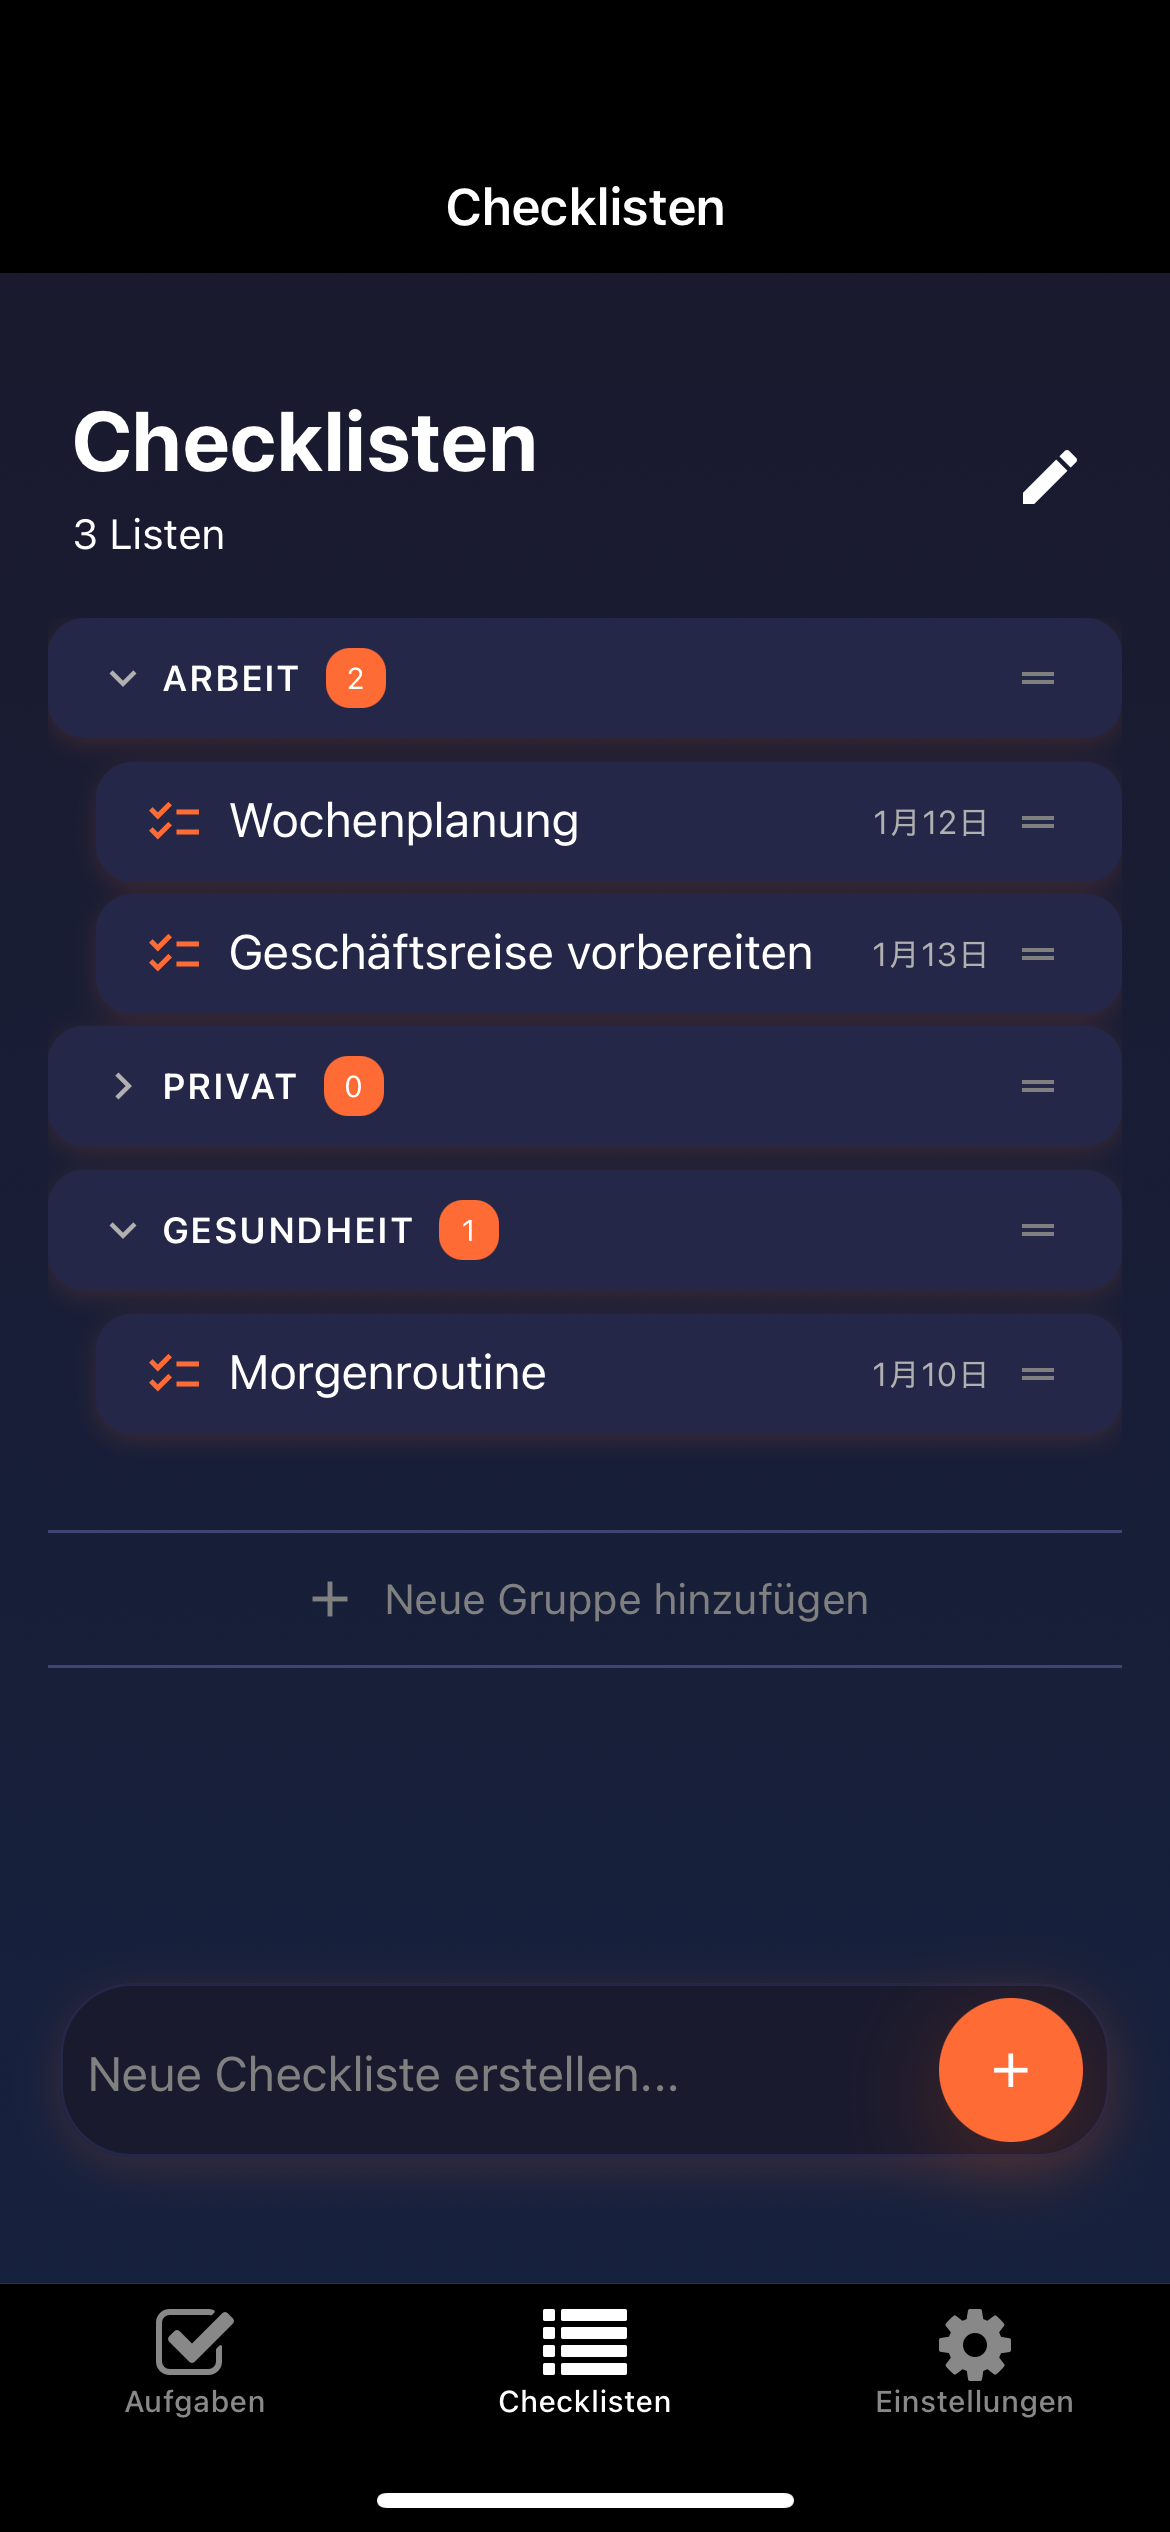 Checklisten
Checklisten
3 Listen
ARBEIT 2
Wochenplanung 1月12日
Geschäftsreise vorbereiten 1月13日
PRIVAT 0
GESUNDHEIT 1
Morgenroutine 1月10日
+ Neue Gruppe hinzufügen
Neue Checkliste erstellen... +
Aufgaben Checklisten Einstellungen